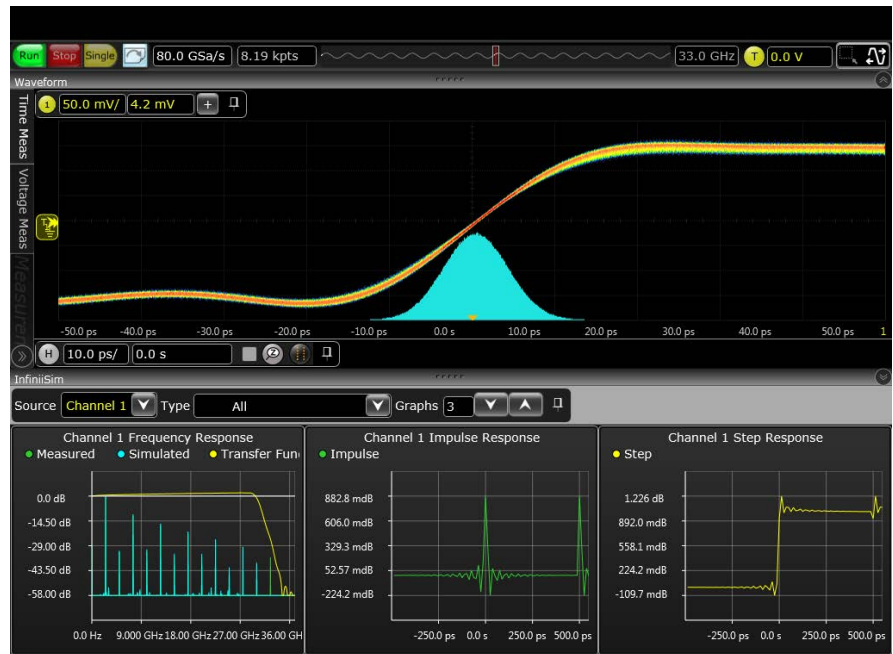 Run Stop Single 80.0 GSa/s 8.19 kpts 33.0 GHz T 0.0 V
Waveform
1 50.0 mV/ 4.2 mV +
Time Meas
Voltage Meas
-50.0 ps -40.0 ps -30.0 ps -20.0 ps -10.0 ps 0.0 s 10.0 ps 20.0 ps 30.0 ps 40.0 ps 50.0 ps 1
H 10.0 ps/ 0.0 s
InfiniiSim
Source Channel 1 Type All Graphs 3
Channel 1 Frequency Response
Measured Simulated Transfer Fun
0.0 dB
-14.50 dB
-29.00 dB
-43.50 dB
-58.00 dB
0.0 Hz 9.000 GHz 18.00 GHz 27.00 GHz 36.00 GH
Channel 1 Impulse Response
Impulse
882.8 mdB
606.0 mdB
329.3 mdB
52.57 mdB
-224.2 mdB
-250.0 ps 0.0 s 250.0 ps 500.0 ps
Channel 1 Step Response
Step
1.226 dB
892.0 mdB
558.1 mdB
224.2 mdB
-109.7 mdB
-250.0 ps 0.0 s 250.0 ps 500.0 ps